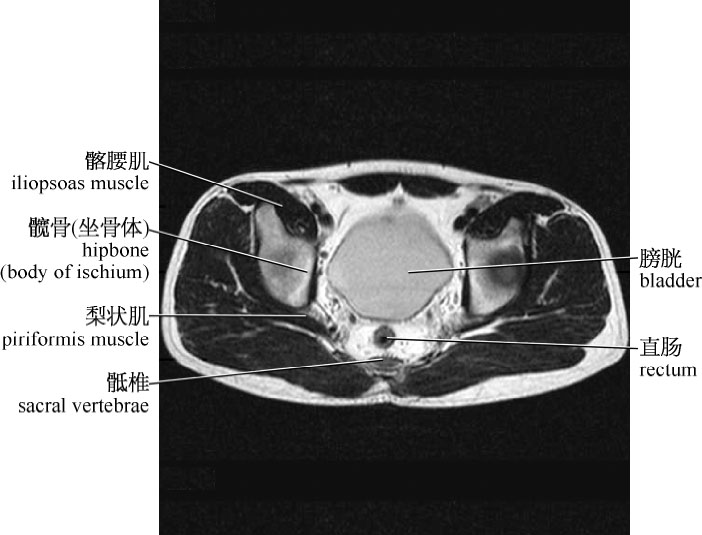 髂腰肌
iliopsoas muscle
髋骨(坐骨体)
hipbone
(body of ischium)
梨状肌
piriformis muscle
骶椎
sacral vertebrae
膀胱
bladder
直肠
rectum